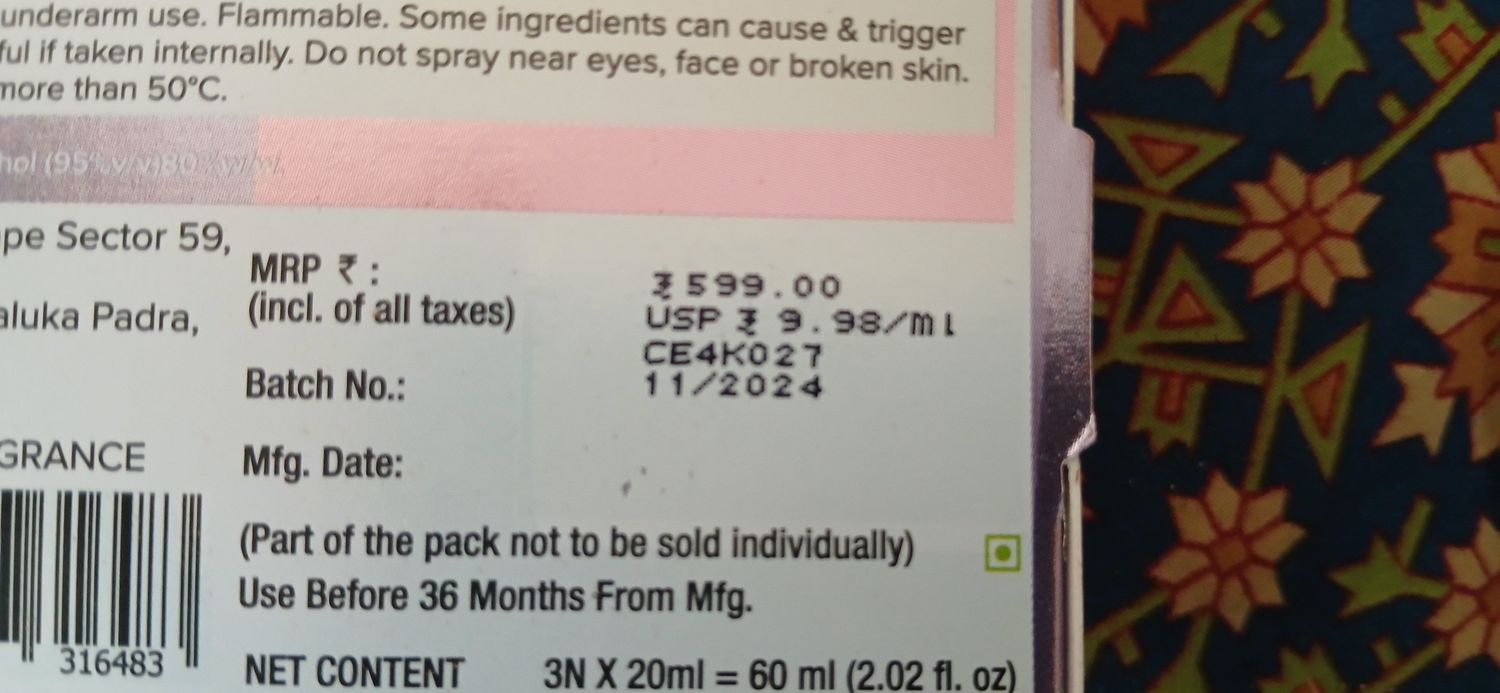 underarm use. Flammable. Some ingredients can cause & trigger
ful if taken internally. Do not spray near eyes, face or broken skin.
more than 50°C.
hol (95% v/v)80% w/w.
pe Sector 59,
MRP ₹ :
(incl. of all taxes)
₹ 599.00
USP ₹ 9.98/ml
aluka Padra,
Batch No.:
CE4K027
11/2024
GRANCE
Mfg. Date:
(Part of the pack not to be sold individually)
Use Before 36 Months From Mfg.
316483
NET CONTENT 3N X 20ml = 60 ml (2.02 fl. oz)